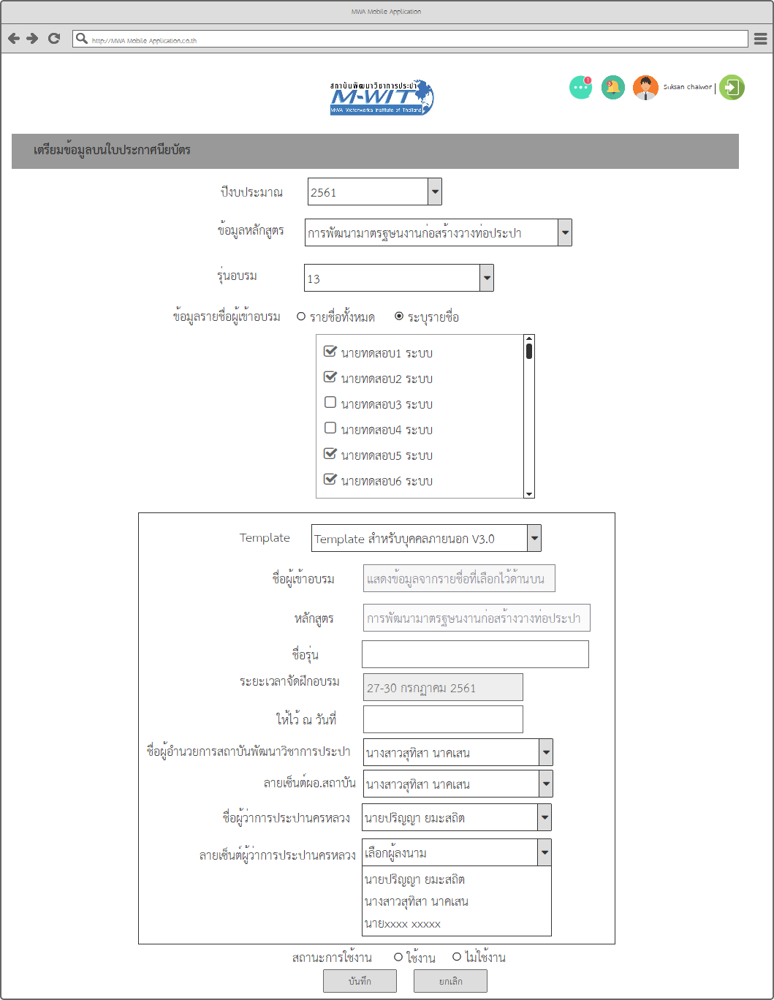 MWA Mobile Application
http://MWA Mobile Application.co.th
สถาบันพัฒนาวิชาการประปา
M-WIT
MWA Waterworks Institute of Thailand
1
3
Suksan chaiwon
เตรียมข้อมูลบนใบประกาศนียบัตร
ปีงบประมาณ 2561
ข้อมูลหลักสูตร การพัฒนามาตรฐษนงานก่อสร้างวางท่อประปา
รุ่นอบรม 13
ข้อมูลรายชื่อผู้เข้าอบรม รายชื่อทั้งหมด ระบุรายชื่อ
นายทดสอบ1 ระบบ
นายทดสอบ2 ระบบ
นายทดสอบ3 ระบบ
นายทดสอบ4 ระบบ
นายทดสอบ5 ระบบ
นายทดสอบ6 ระบบ
Template Template สำหรับบุคคลภายนอก V3.0
ชื่อผู้เข้าอบรม แสดงข้อมูลจากรายชื่อที่เลือกไว้ด้านบน
หลักสูตร การพัฒนามาตรฐษนงานก่อสร้างวางท่อประปา
ชื่อรุ่น
ระยะเวลาจัดฝึกอบรม 27-30 กรกฏาคม 2561
ให้ไว้ ณ วันที่
ชื่อผู้อำนวยการสถาบันพัฒนาวิชาการประปา นางสาวสุทิสา นาคเสน
ลายเซ็นต์ผอ.สถาบัน นางสาวสุทิสา นาคเสน
ชื่อผู้ว่าการประปานครหลวง นายปริญญา ยมะสถิต
ลายเซ็นต์ผู้ว่าการประปานครหลวง เลือกผู้ลงนาม
นายปริญญา ยมะสถิต
นางสาวสุทิสา นาคเสน
นายxxxx xxxxx
สถานะการใช้งาน ใช้งาน ไม่ใช้งาน
บันทึก ยกเลิก